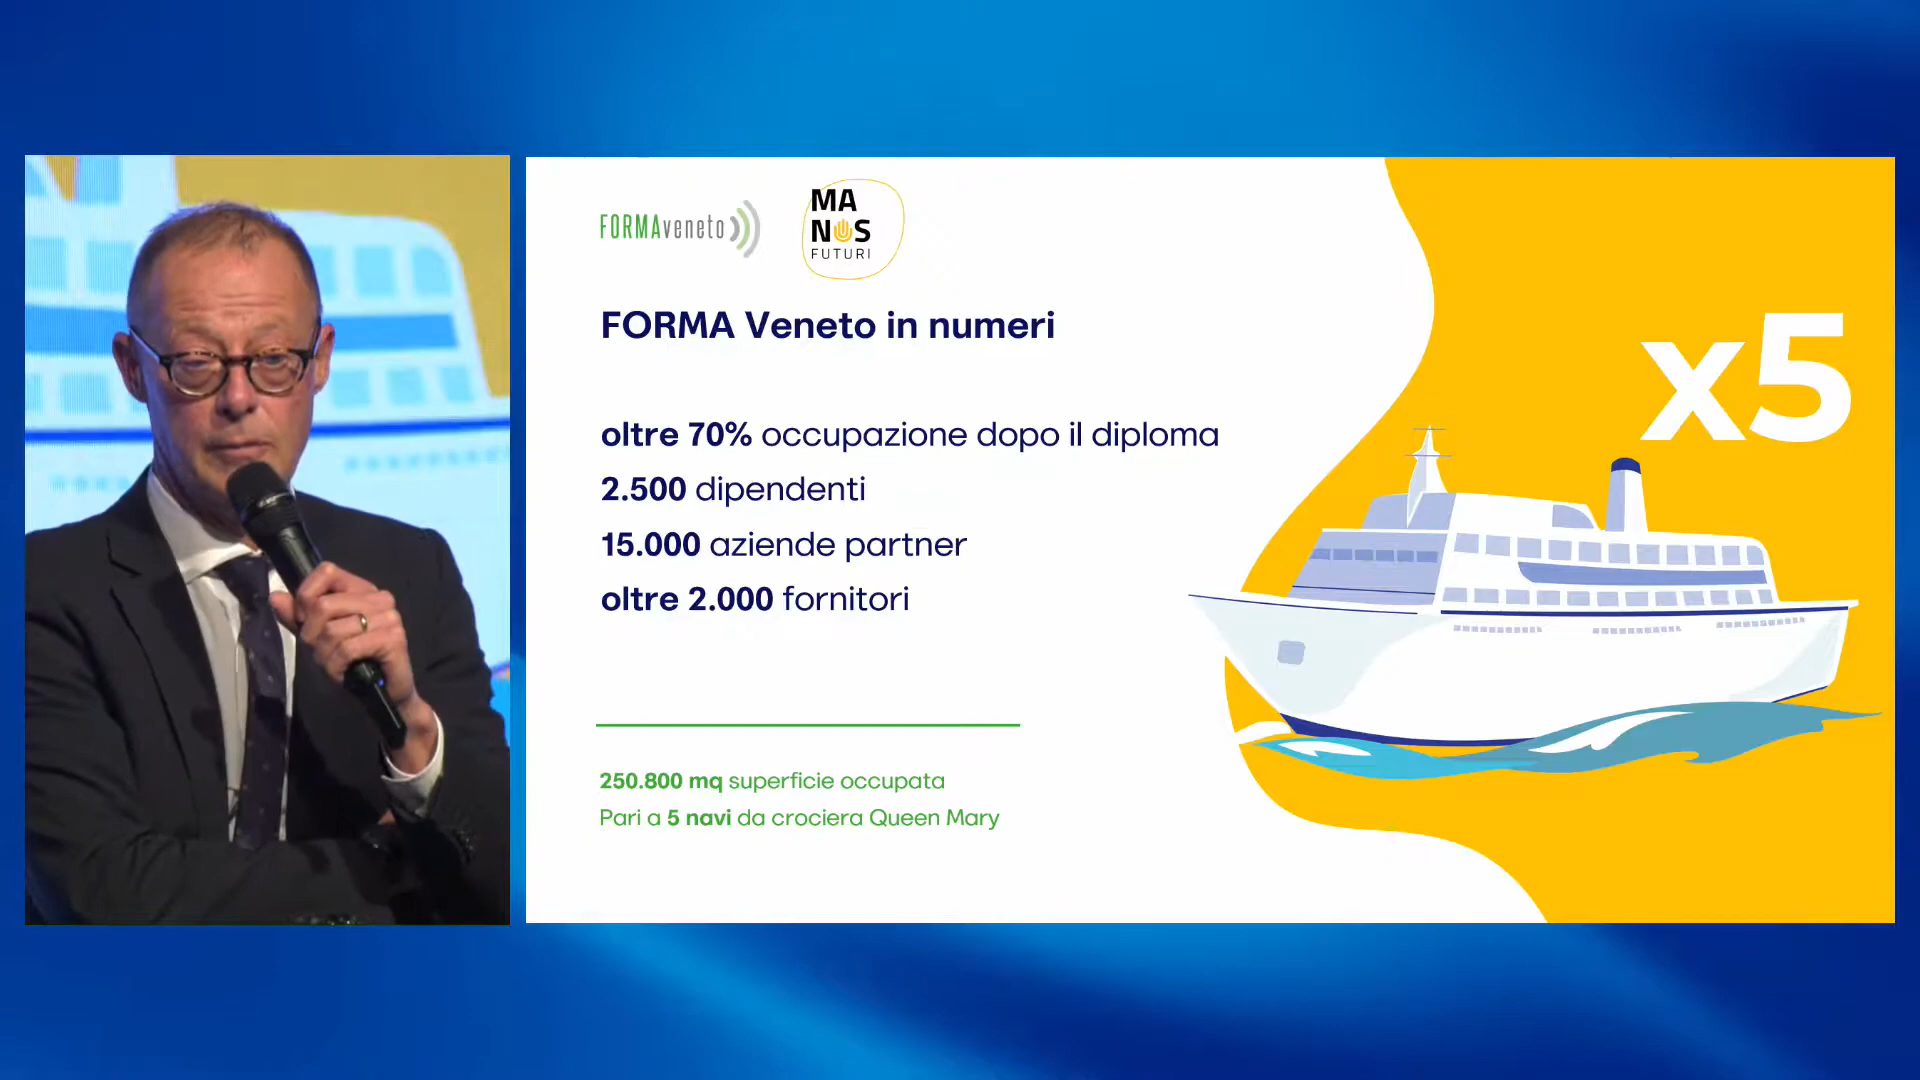 FORMAveneto
MA
NOS
FUTURI
FORMA Veneto in numeri
x5
oltre 70% occupazione dopo il diploma
2.500 dipendenti
15.000 aziende partner
oltre 2.000 fornitori
250.800 mq superficie occupata
Pari a 5 navi da crociera Queen Mary